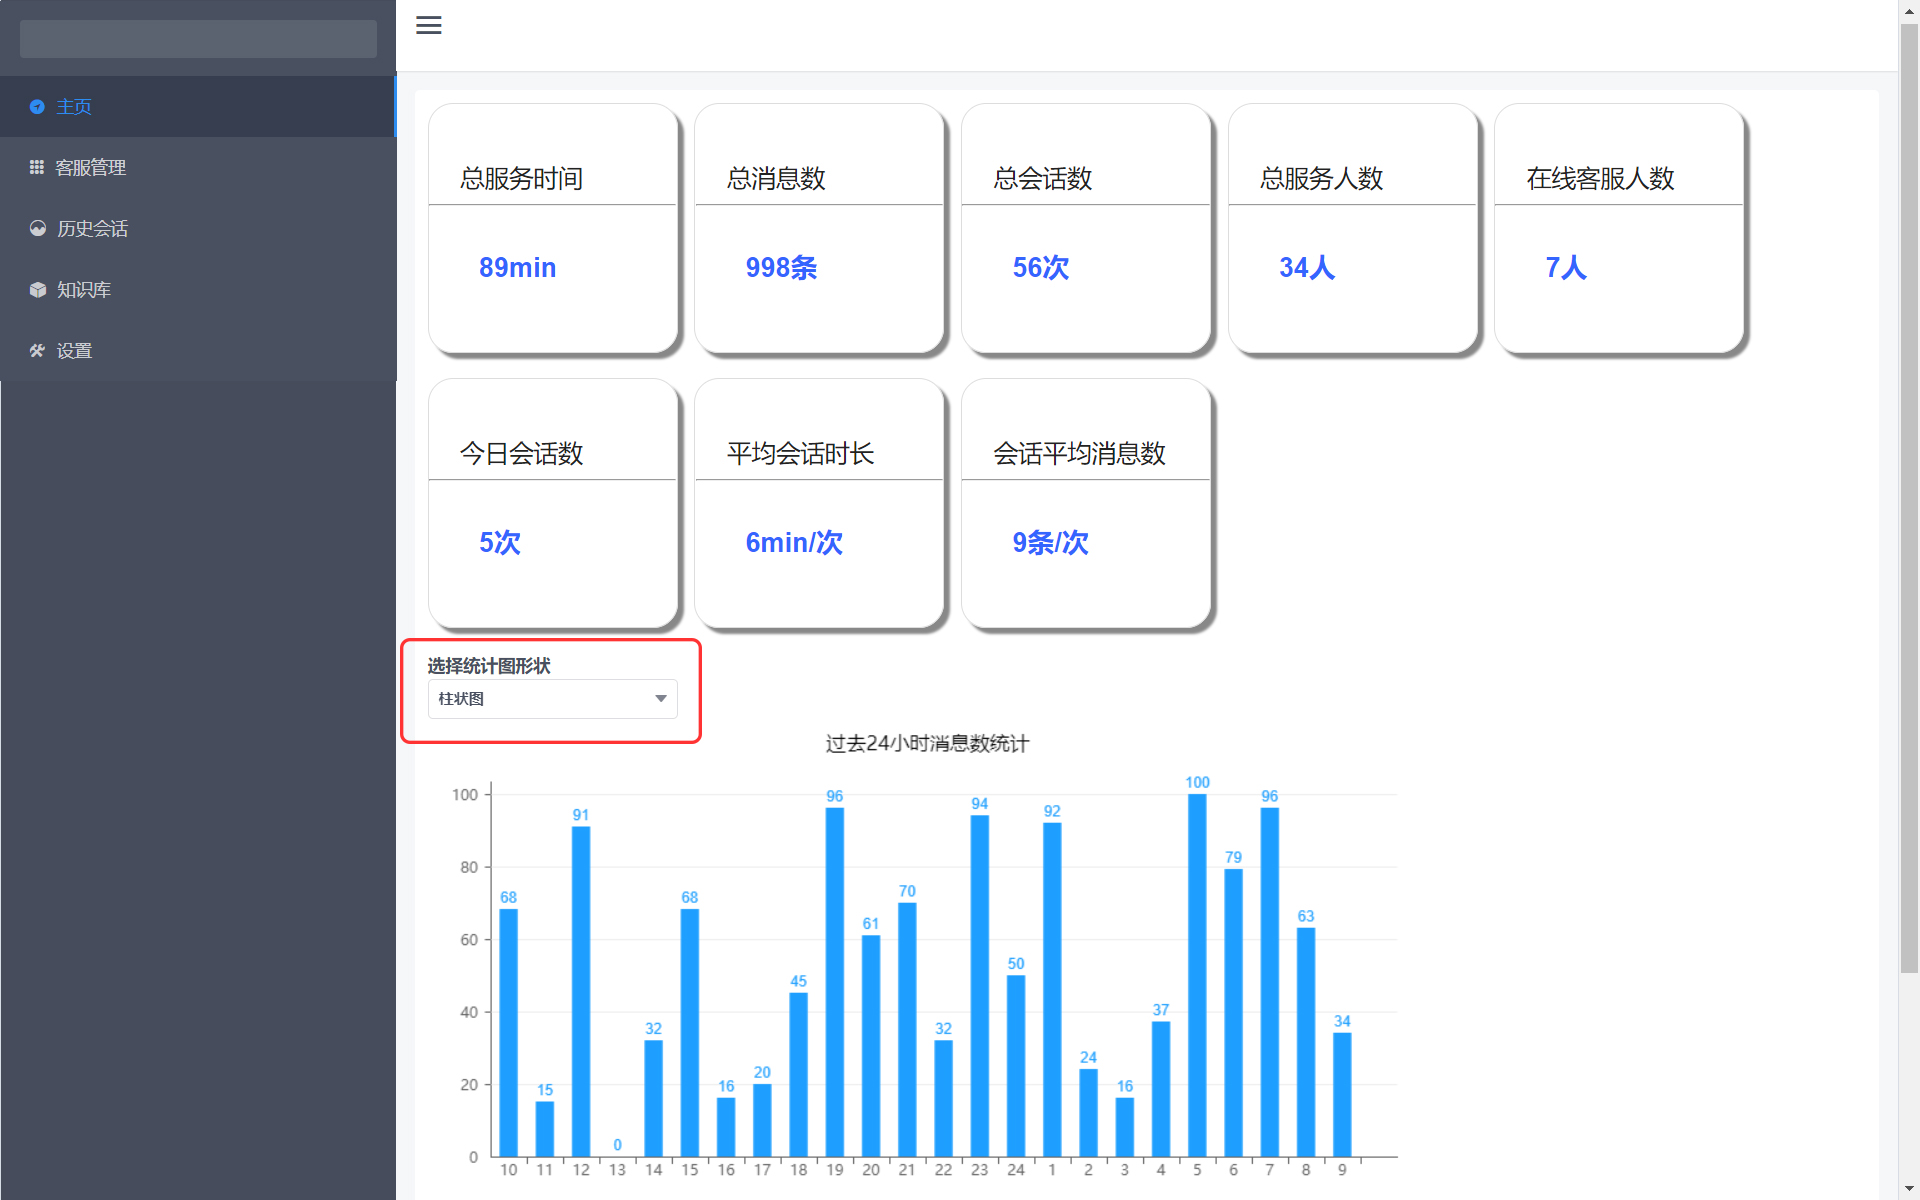 主页
客服管理
历史会话
知识库
设置
总服务时间
89min
总消息数
998条
总会话数
56次
总服务人数
34人
在线客服人数
7人
今日会话数
5次
平均会话时长
6min/次
会话平均消息数
9条/次
选择统计图形状
柱状图
过去24小时消息数统计
100
80
60
40
20
0
68 15 91 0 32 68 16 20 45 96 61 70 32 94 50 92 24 16 37 100 79 96 63 34
10 11 12 13 14 15 16 17 18 19 20 21 22 23 24 1 2 3 4 5 6 7 8 9